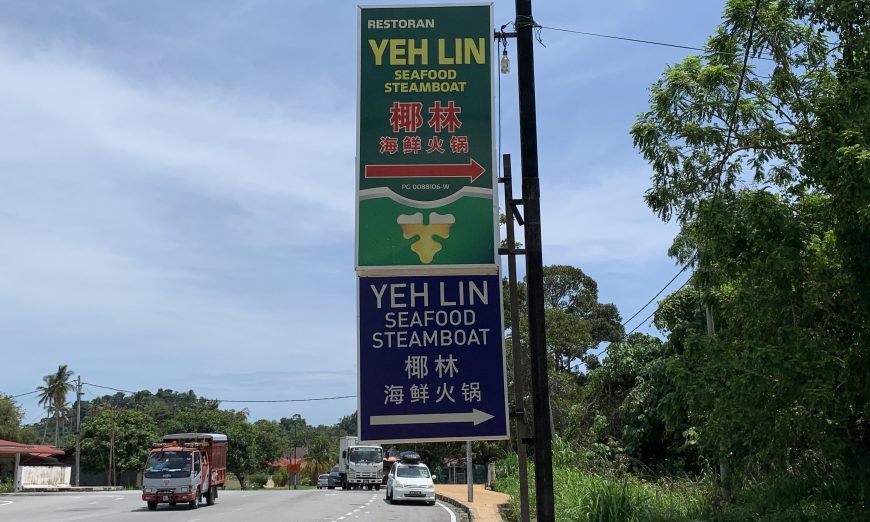 RESTORAN
YEH LIN
SEAFOOD
STEAMBOAT
椰林
海鲜火锅
PG 0088106-W
YEH LIN
SEAFOOD
STEAMBOAT
椰林
海鲜火锅